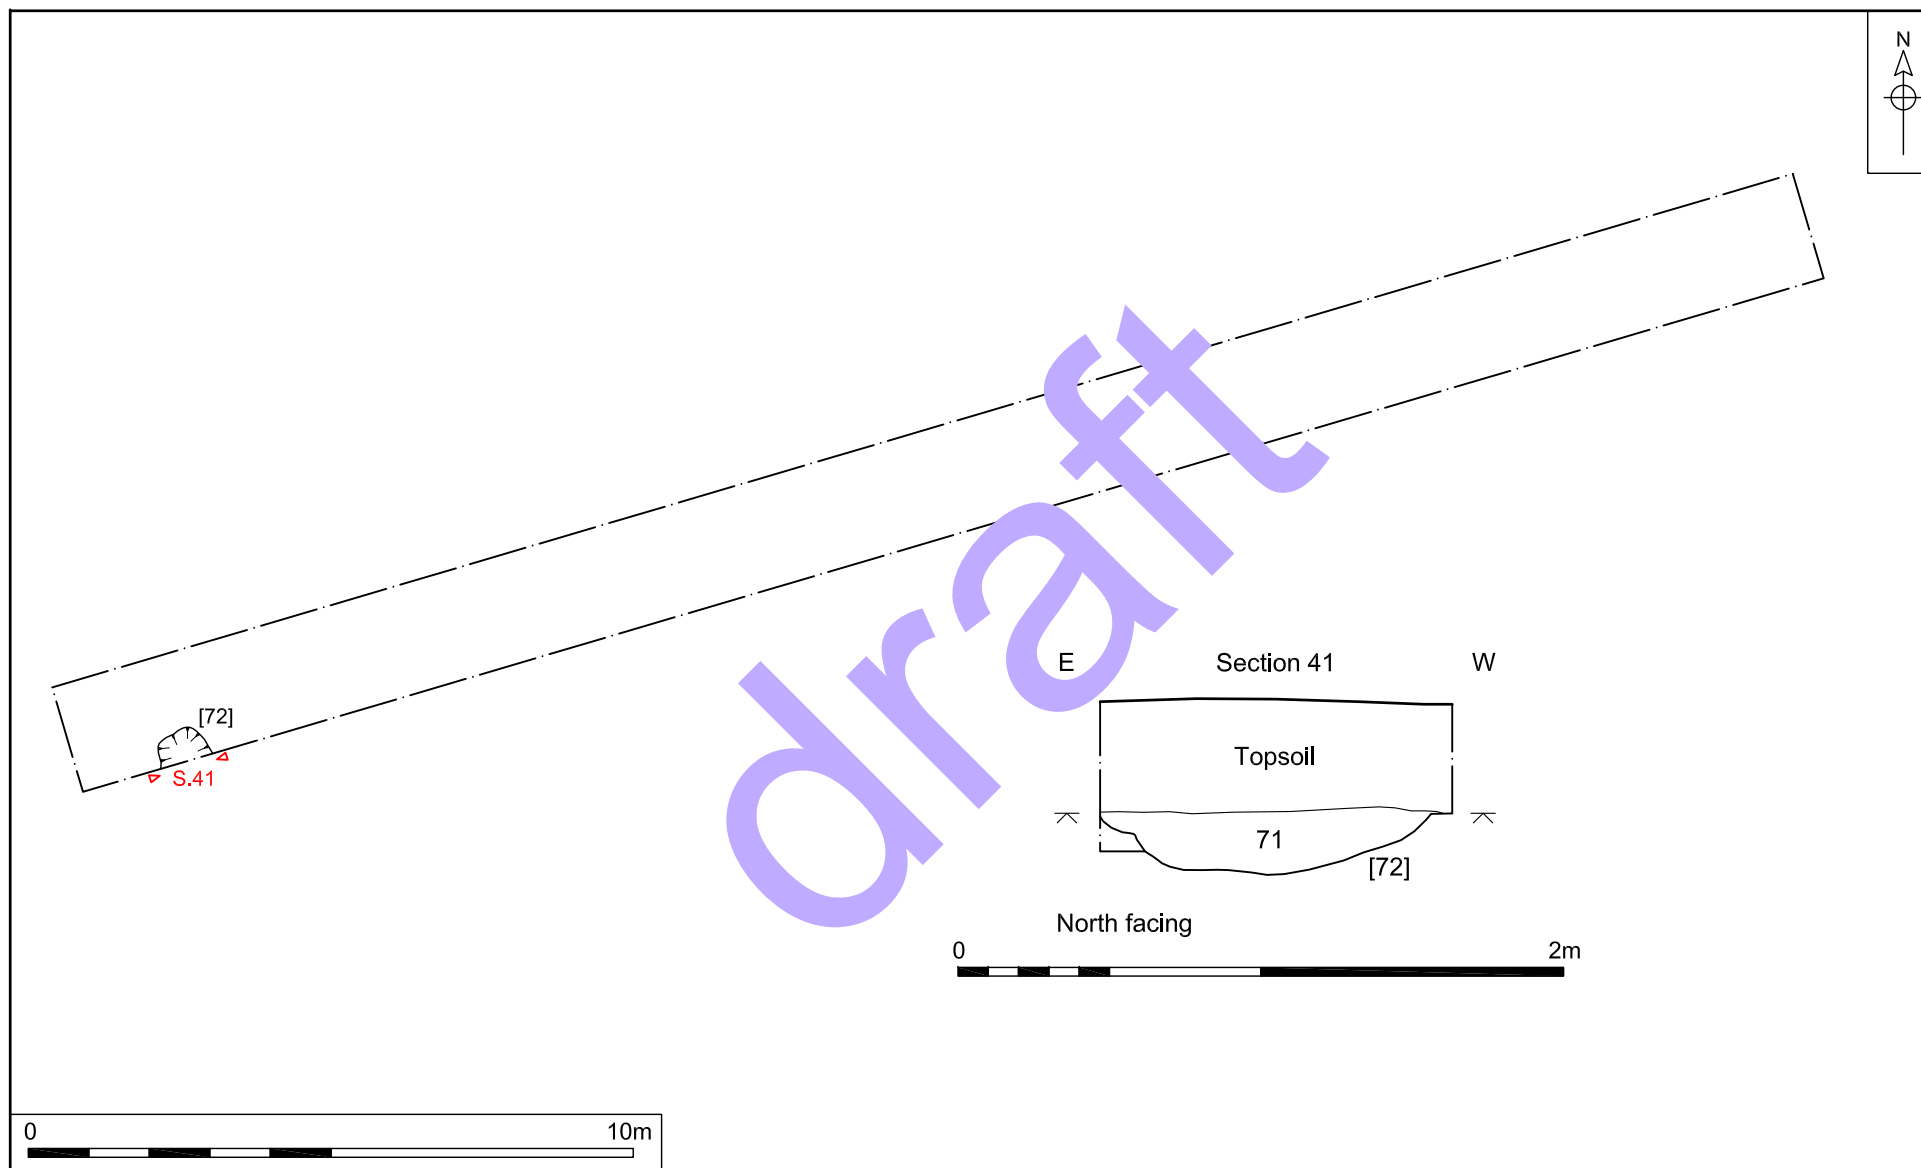 N
E Section 41 W
[72]
Topsoil
S.41
71
[72]
North facing
0 2m
0 10m
draft